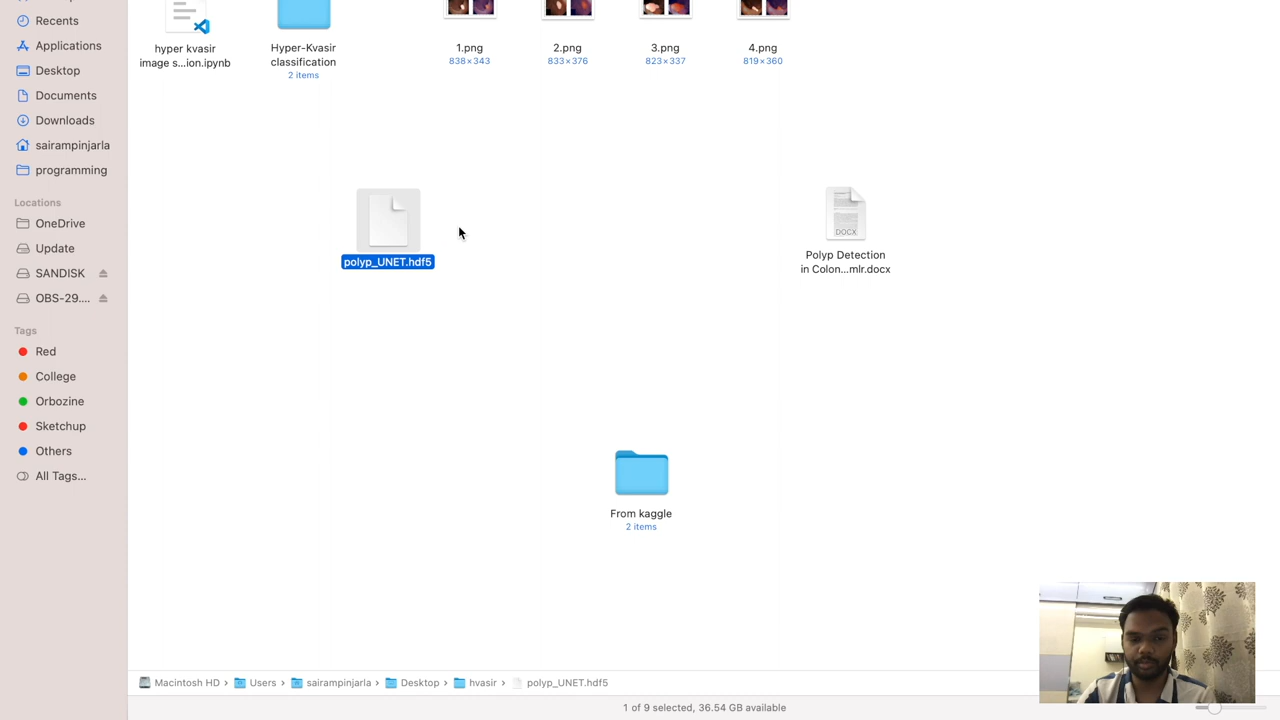 Recents
Applications
Desktop
Documents
Downloads
sairampinjarla
programming
Locations
OneDrive
Update
SANDISK
OBS-29....
Tags
Red
College
Orbozine
Sketchup
Others
All Tags...
hyper kvasir
image s...ion.ipynb
Hyper-Kvasir
classification
2 items
1.png
838×343
2.png
833×376
3.png
823×337
4.png
819×360
polyp_UNET.hdf5
DOCX
Polyp Detection
in Colon...mlr.docx
From kaggle
2 items
Macintosh HD › Users › sairampinjarla › Desktop › hvasir › polyp_UNET.hdf5
1 of 9 selected, 36.54 GB available